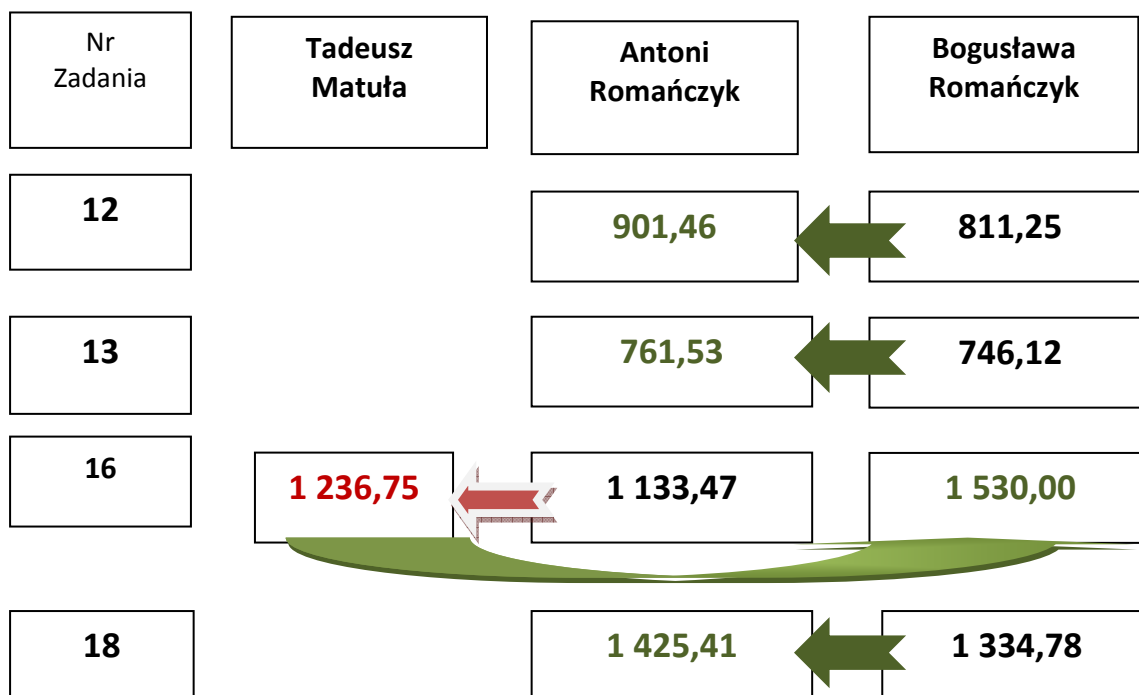 Nr
Zadania
Tadeusz
Matuła
Antoni
Romańczyk
Bogusława
Romańczyk
12
901,46
811,25
13
761,53
746,12
16
1 236,75
1 133,47
1 530,00
18
1 425,41
1 334,78